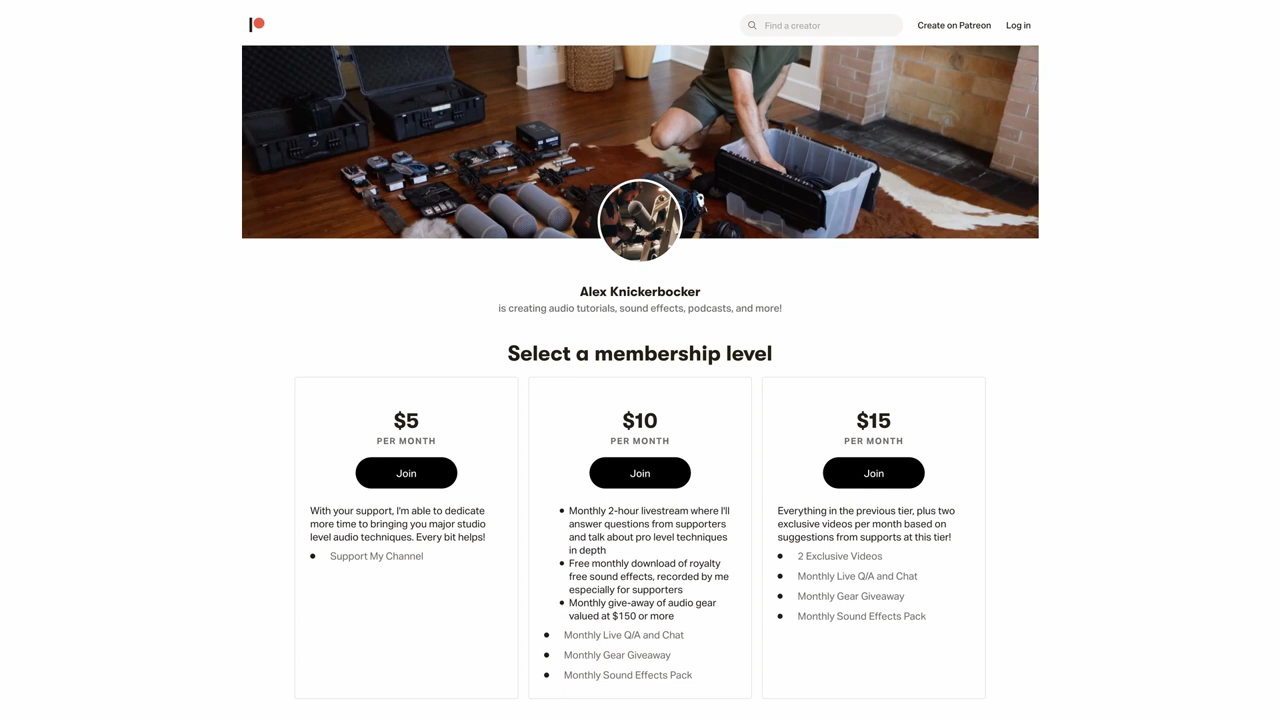 Find a creator
Create on Patreon
Log in
Alex Knickerbocker
is creating audio tutorials, sound effects, podcasts, and more!
Select a membership level
$5
PER MONTH
Join
With your support, I'm able to dedicate
more time to bringing you major studio
level audio techniques. Every bit helps!
Support My Channel
$10
PER MONTH
Join
Monthly 2-hour livestream where I'll
answer questions from supporters
and talk about pro level techniques
in depth
Free monthly download of royalty
free sound effects, recorded by me
especially for supporters
Monthly give-away of audio gear
valued at $150 or more
Monthly Live Q/A and Chat
Monthly Gear Giveaway
Monthly Sound Effects Pack
$15
PER MONTH
Join
Everything in the previous tier, plus two
exclusive videos per month based on
suggestions from supports at this tier!
2 Exclusive Videos
Monthly Live Q/A and Chat
Monthly Gear Giveaway
Monthly Sound Effects Pack